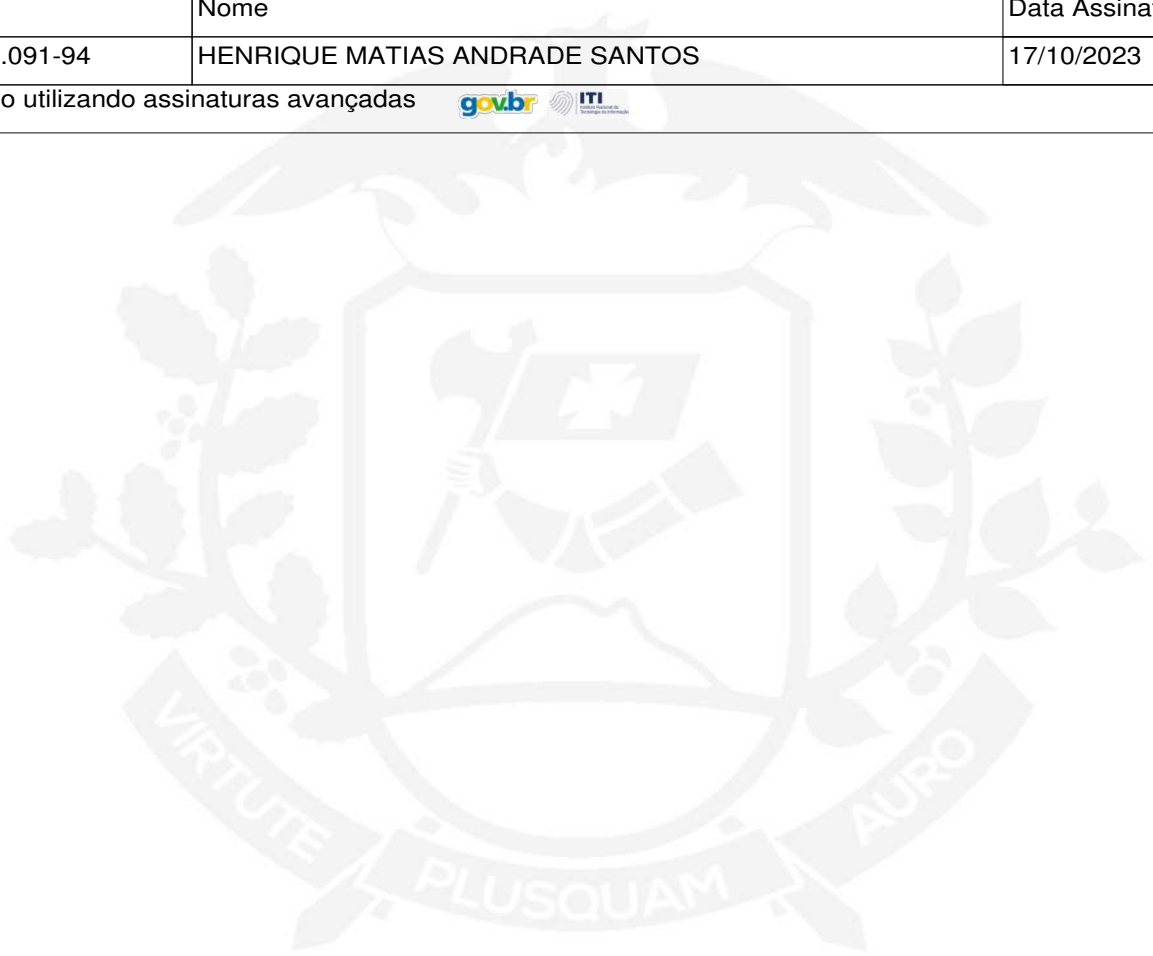 Nome Data Assina
.091-94 HENRIQUE MATIAS ANDRADE SANTOS 17/10/2023
o utilizando assinaturas avançadas gov.br ITI
VIRTUTE PLUSQUAM AURO